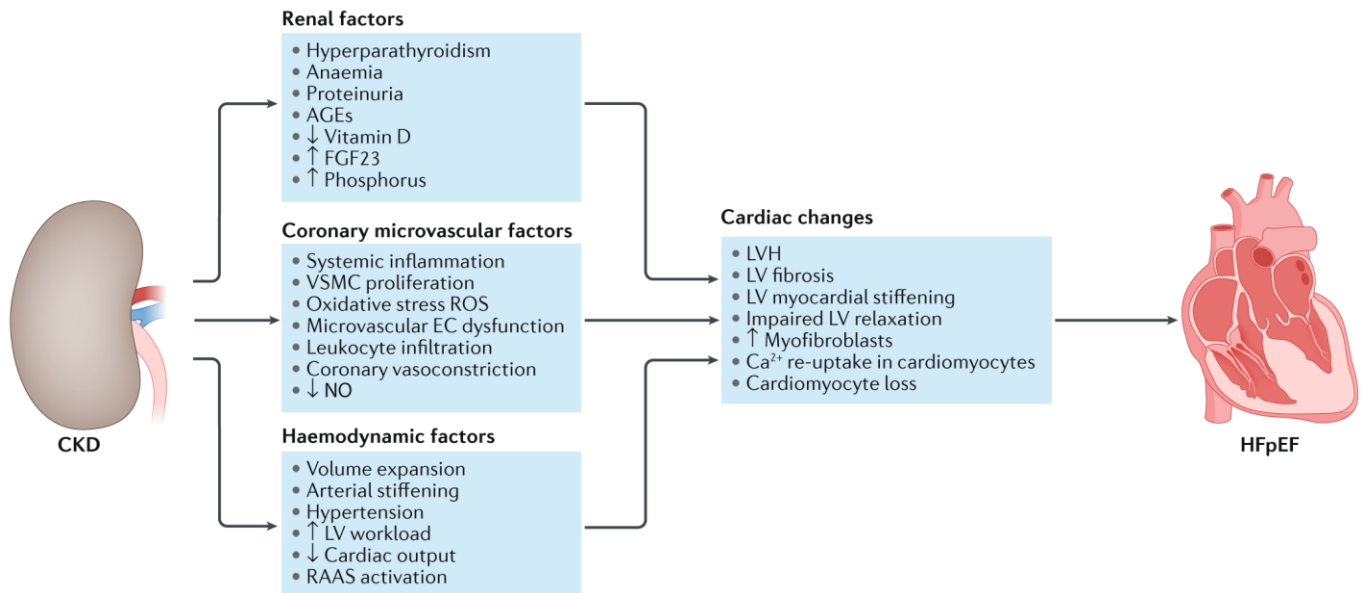 Renal factors
• Hyperparathyroidism
• Anaemia
• Proteinuria
• AGEs
• ↓ Vitamin D
• ↑ FGF23
• ↑ Phosphorus
Coronary microvascular factors
• Systemic inflammation
• VSMC proliferation
• Oxidative stress ROS
• Microvascular EC dysfunction
• Leukocyte infiltration
• Coronary vasoconstriction
• ↓ NO
Haemodynamic factors
• Volume expansion
• Arterial stiffening
• Hypertension
• ↑ LV workload
• ↓ Cardiac output
• RAAS activation
Cardiac changes
• LVH
• LV fibrosis
• LV myocardial stiffening
• Impaired LV relaxation
• ↑ Myofibroblasts
• Ca²⁺ re-uptake in cardiomyocytes
• Cardiomyocyte loss
CKD
HFpEF